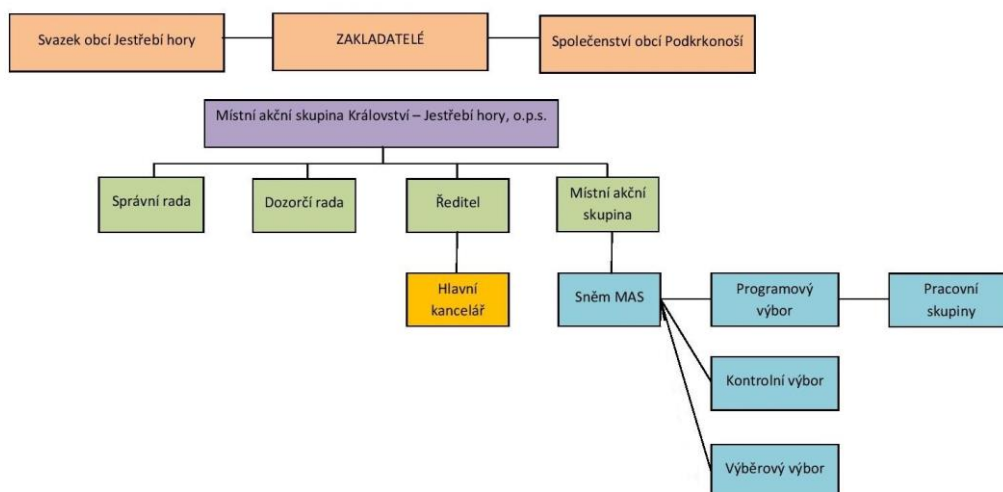 Svazek obcí Jestřebí hory
ZAKLADATELÉ
Společenství obcí Podkrkonoší
Místní akční skupina Království – Jestřebí hory, o.p.s.
Správní rada
Dozorčí rada
Ředitel
Místní akční
skupina
Hlavní
kancelář
Sněm MAS
Programový
výbor
Pracovní
skupiny
Kontrolní výbor
Výběrový výbor